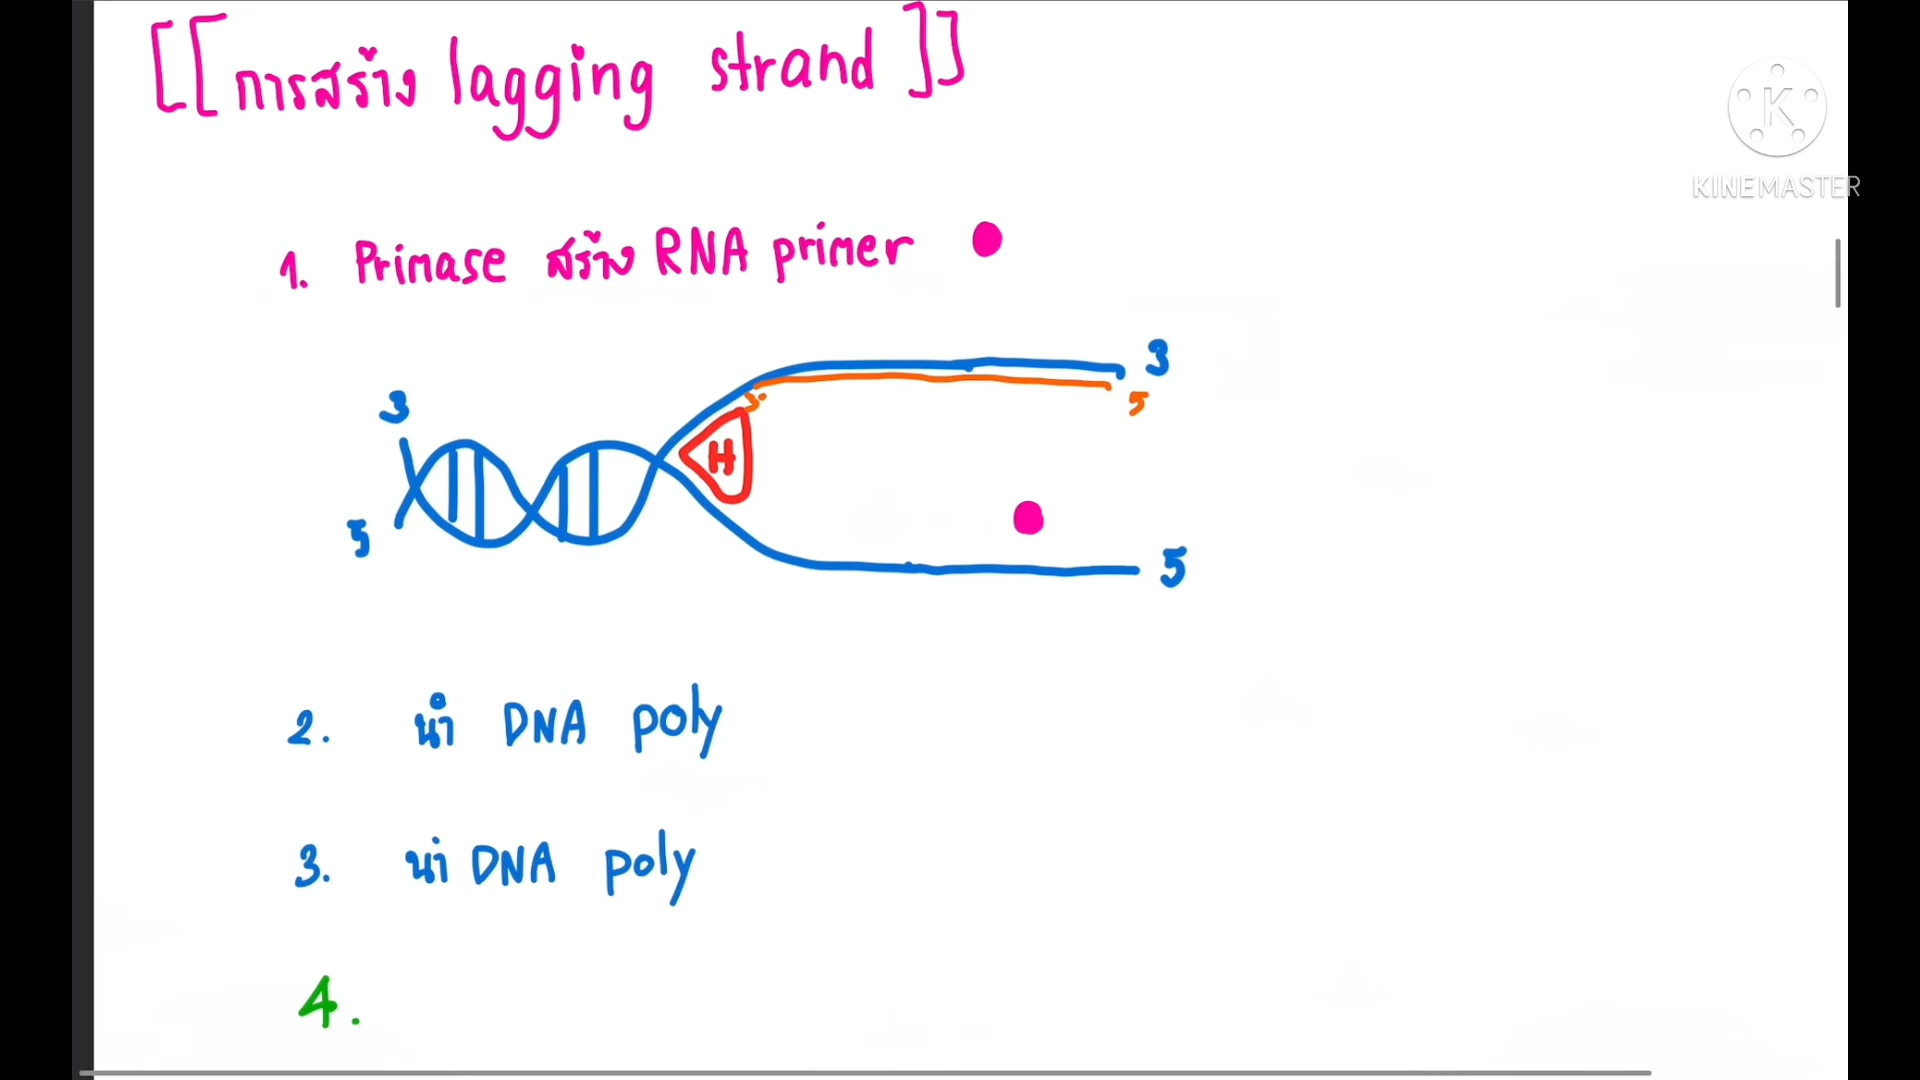 [[การสร้าง lagging strand]]
K
KINEMASTER
1. Primase สร้าง RNA primer
3
3
5
H
5
5
2. นำ DNA poly
3. นำ DNA poly
4.